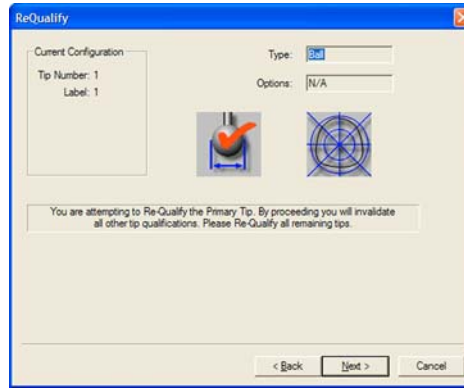 ReQualify
Current Configuration
Tip Number: 1
Label: 1
Type: Ball
Options: N/A
You are attempting to Re-Qualify the Primary Tip. By proceeding you will invalidate
all other tip qualifications. Please Re-Qualify all remaining tips.
< Back
Next >
Cancel